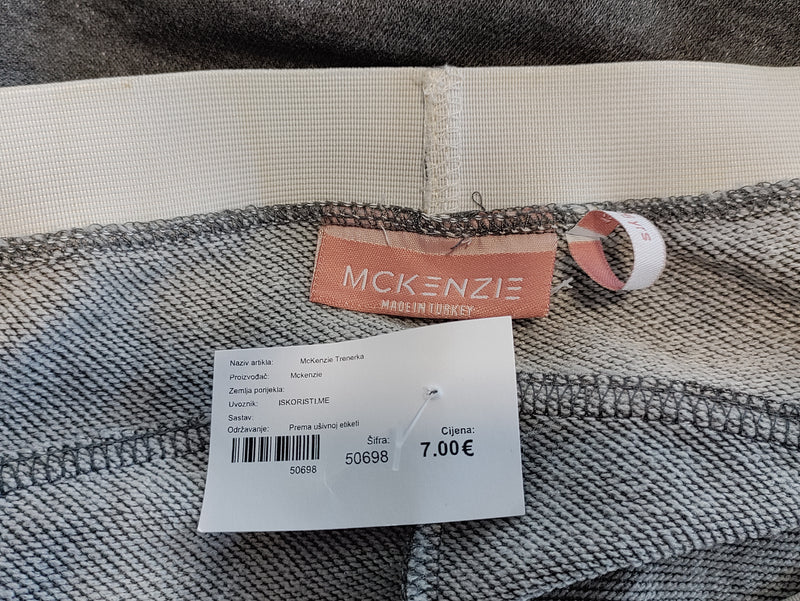 MCKENZIE
MADE IN TURKEY
Naziv artikla: McKenzie Trenerka
Proizvođač: Mckenzie
Zemlja porijekla:
Uvoznik: ISKORISTI.ME
Sastav:
Održavanje: Prema ušivnoj etiketi
50698
Šifra:
50698
Cijena:
7.00€